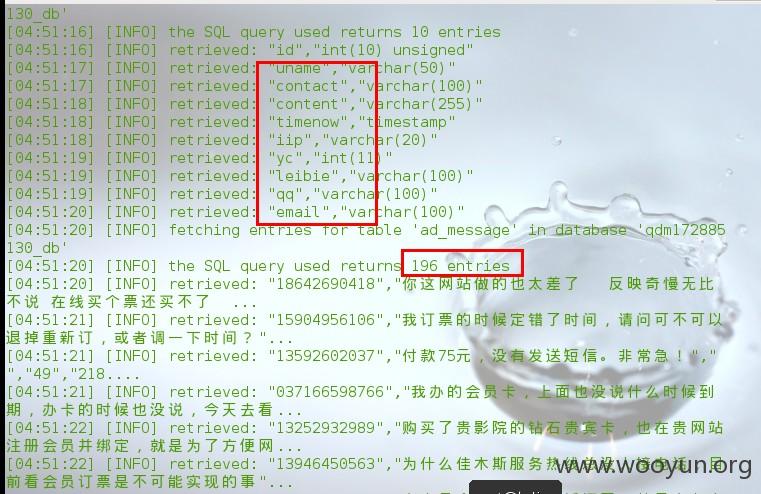 130_db'
[04:51:16] [INFO] the SQL query used returns 10 entries
[04:51:16] [INFO] retrieved: "id","int(10) unsigned"
[04:51:17] [INFO] retrieved: "uname","varchar(50)"
[04:51:17] [INFO] retrieved: "contact","varchar(100)"
[04:51:18] [INFO] retrieved: "content","varchar(255)"
[04:51:18] [INFO] retrieved: "timenow","timestamp"
[04:51:18] [INFO] retrieved: "iip","varchar(20)"
[04:51:19] [INFO] retrieved: "yc","int(11)"
[04:51:19] [INFO] retrieved: "leibie","varchar(100)"
[04:51:19] [INFO] retrieved: "qq","varchar(100)"
[04:51:20] [INFO] retrieved: "email","varchar(100)"
[04:51:20] [INFO] fetching entries for table 'ad_message' in database 'qdm172885
130_db'
[04:51:20] [INFO] the SQL query used returns 196 entries
[04:51:20] [INFO] retrieved: "18642690418","你这网站做的也太差了 反映奇慢无比
不说 在线买个票还买不了 ...
[04:51:21] [INFO] retrieved: "15904956106","我订票的时候定错了时间，请问可不可以
退掉重新订，或者调一下时间？"...
[04:51:21] [INFO] retrieved: "13592602037","付款75元，没有发送短信。非常急！","
","49","218....
[04:51:21] [INFO] retrieved: "037166598766","我办的会员卡，上面也没说什么时候到
期，办卡的时候也没说，今天去看...
[04:51:21] [INFO] retrieved: "13252932989","购买了贵影院的钻石贵宾卡，也在贵网站
注册会员并绑定，就是为了方便网...
[04:51:22] [INFO] retrieved: "13946450563","为什么佳木斯服务热线总没人接电话，目
前看会员订票是不可能实现的事"...
www.wooyun.org